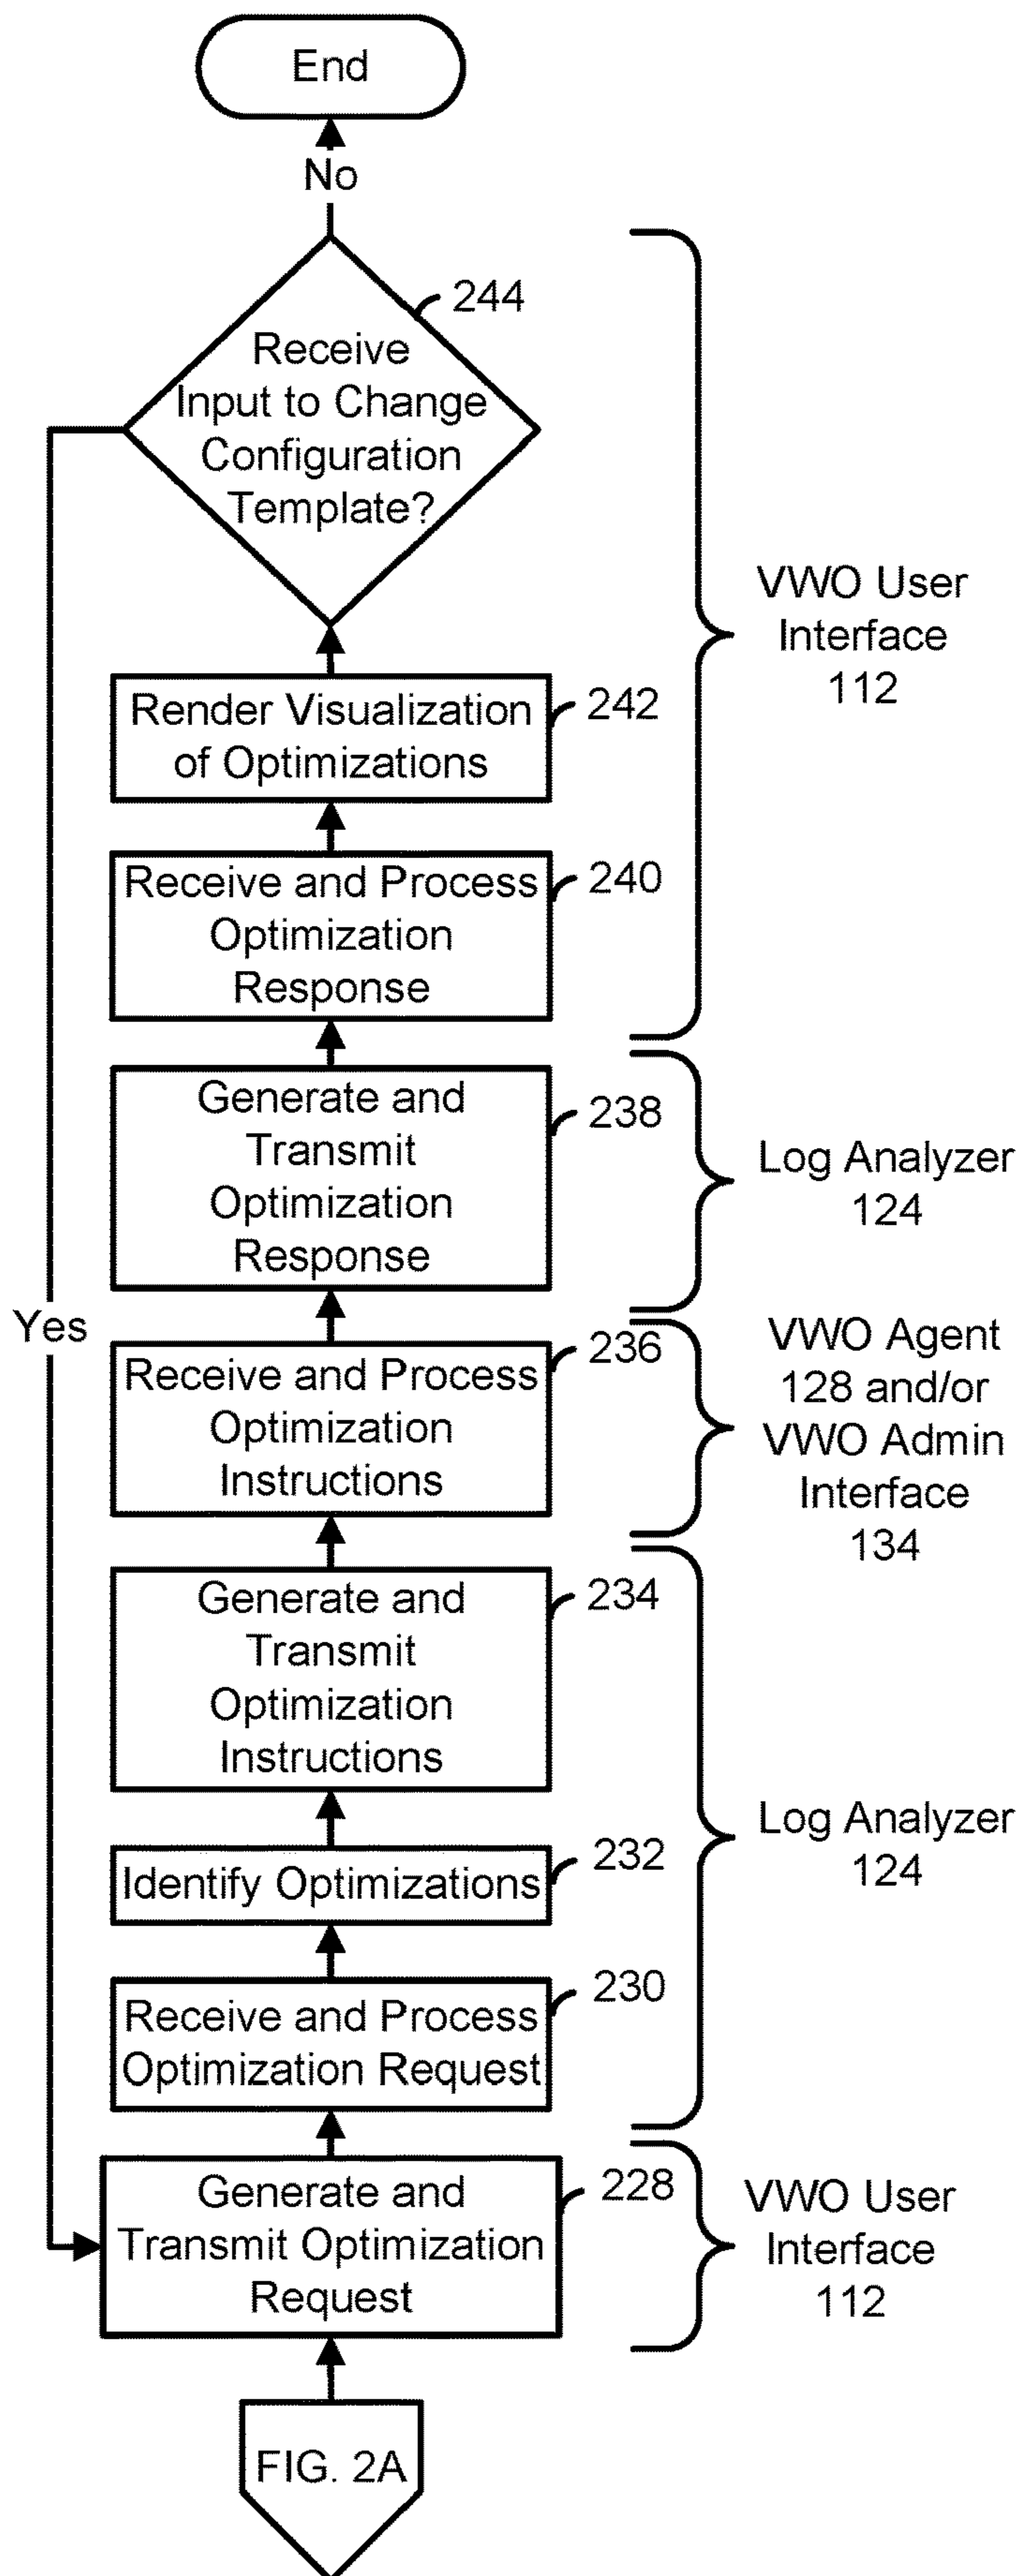 End
No
244
Receive
Input to Change
Configuration
Template?
VWO User
Interface
112
Render Visualization
of Optimizations
242
Receive and Process
Optimization
Response
240
Generate and
Transmit
Optimization
Response
238
Log Analyzer
124
Yes
Receive and Process
Optimization
Instructions
236
VWO Agent
128 and/or
VWO Admin
Interface
134
Generate and
Transmit
Optimization
Instructions
234
Log Analyzer
124
Identify Optimizations
232
Receive and Process
Optimization Request
230
Generate and
Transmit Optimization
Request
228
VWO User
Interface
112
FIG. 2A